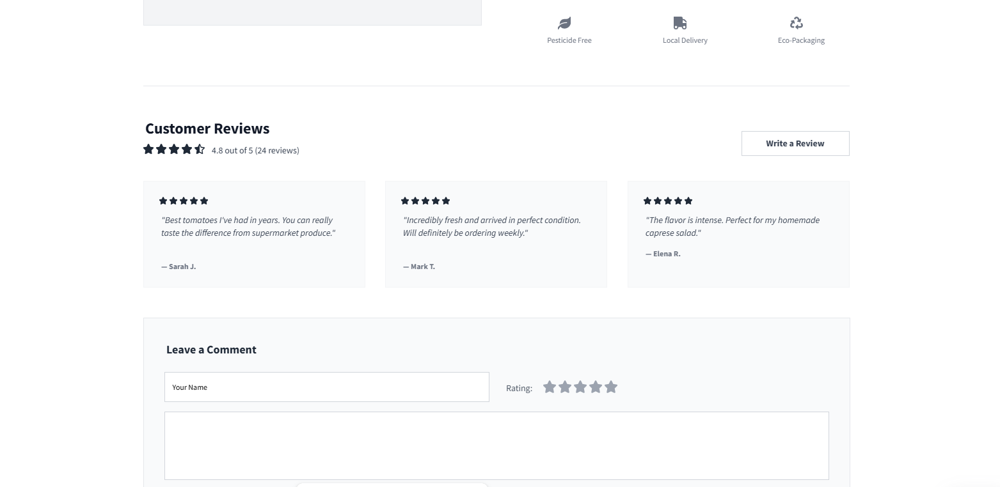 Pesticide Free
Local Delivery
Eco-Packaging
Customer Reviews
4.8 out of 5 (24 reviews)
Write a Review
"Best tomatoes I've had in years. You can really
taste the difference from supermarket produce."
— Sarah J.
"Incredibly fresh and arrived in perfect condition.
Will definitely be ordering weekly."
— Mark T.
"The flavor is intense. Perfect for my homemade
caprese salad."
— Elena R.
Leave a Comment
Your Name
Rating: